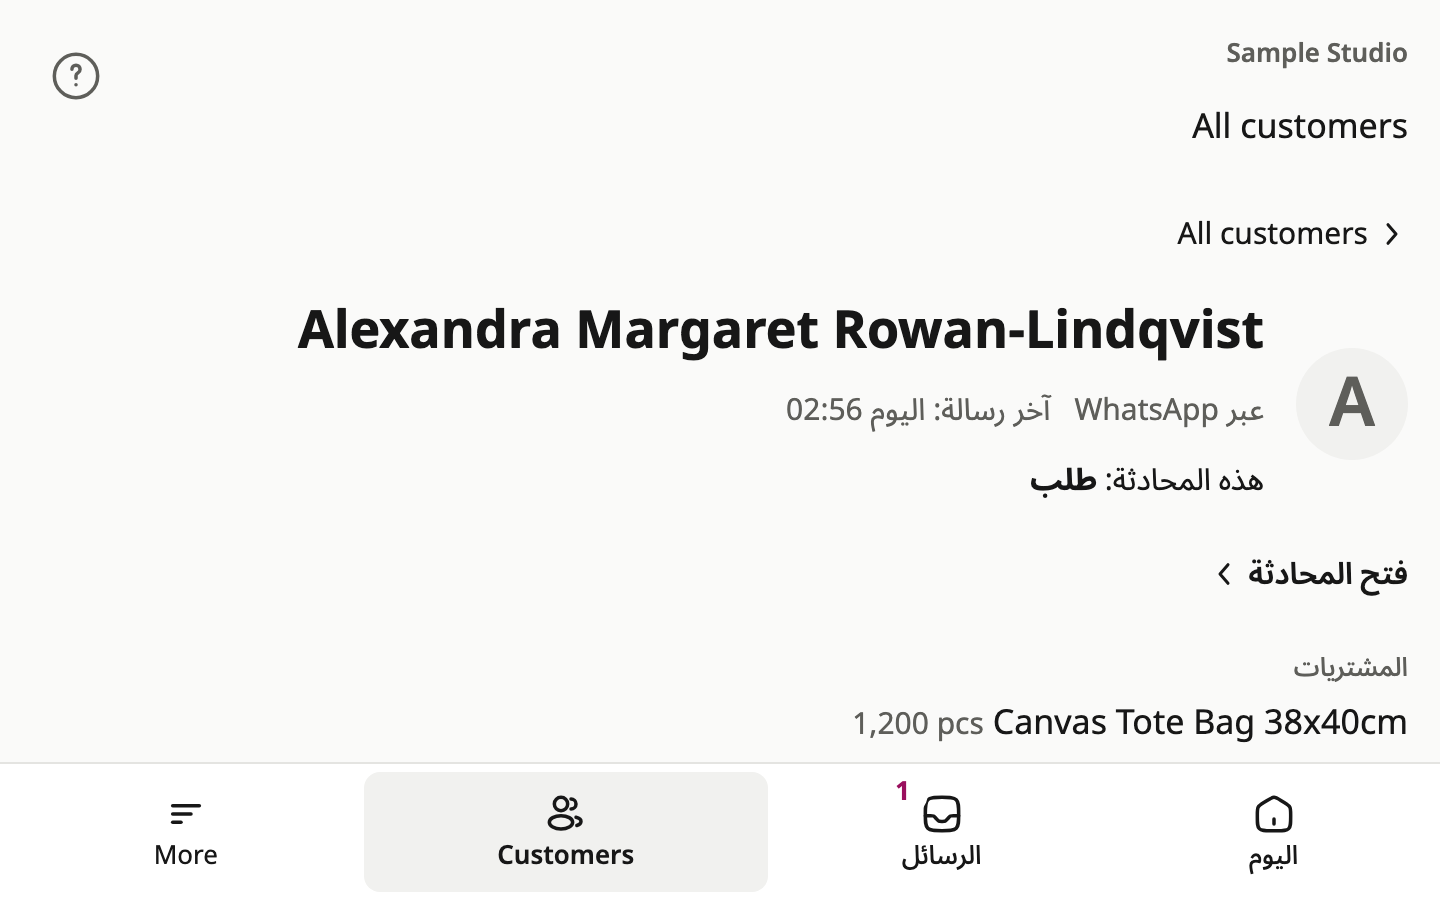 Sample Studio
All customers
All customers
Alexandra Margaret Rowan-Lindqvist
A
عبر WhatsApp آخر رسالة: اليوم 02:56
هذه المحادثة: طلب
فتح المحادثة
المشتريات
Canvas Tote Bag 38x40cm 1,200 pcs
اليوم
الرسائل 1
Customers
More